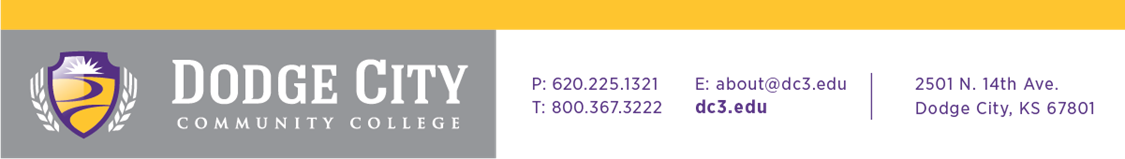 DODGE CITY
COMMUNITY COLLEGE
P: 620.225.1321
T: 800.367.3222
E: about@dc3.edu
dc3.edu
2501 N. 14th Ave.
Dodge City, KS 67801